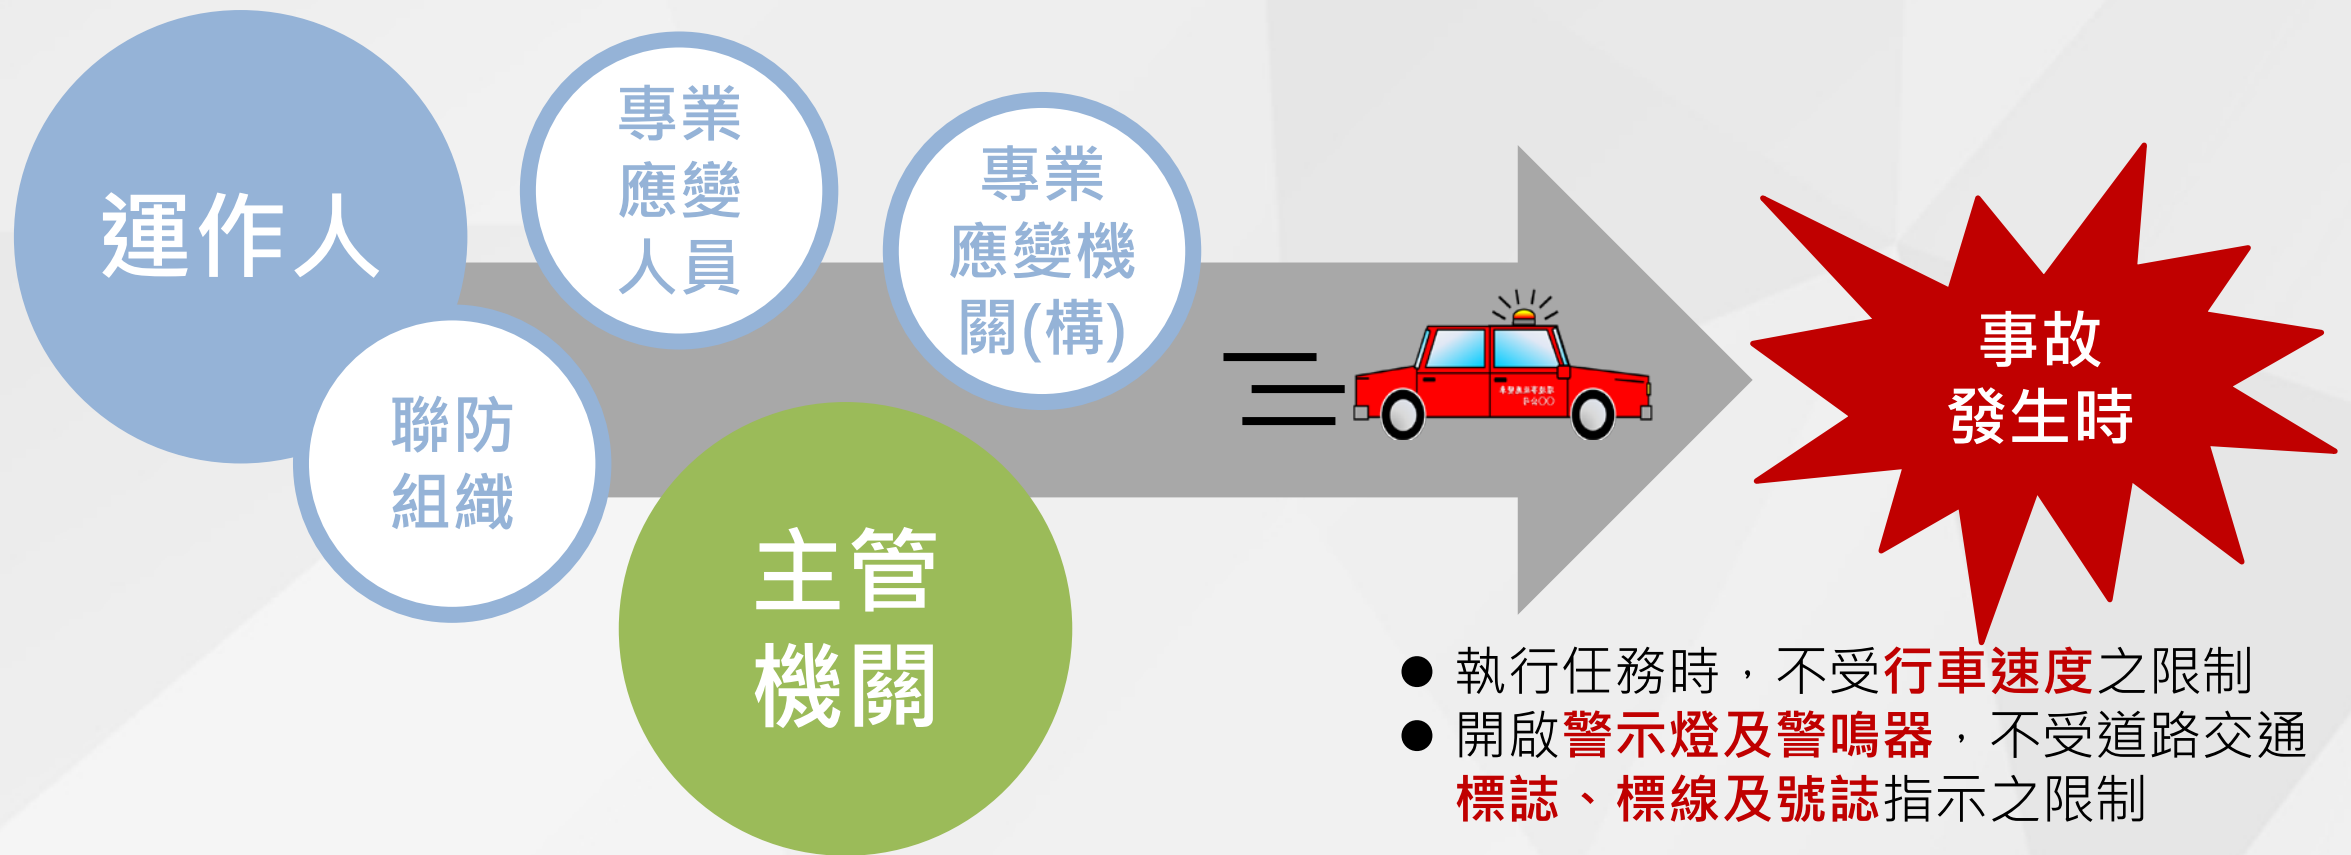 運作人
專業
應變
人員
專業
應變機
關(構)
聯防
組織
主管
機關
事故
發生時
● 執行任務時，不受行車速度之限制
● 開啟警示燈及警鳴器，不受道路交通
標誌、標線及號誌指示之限制